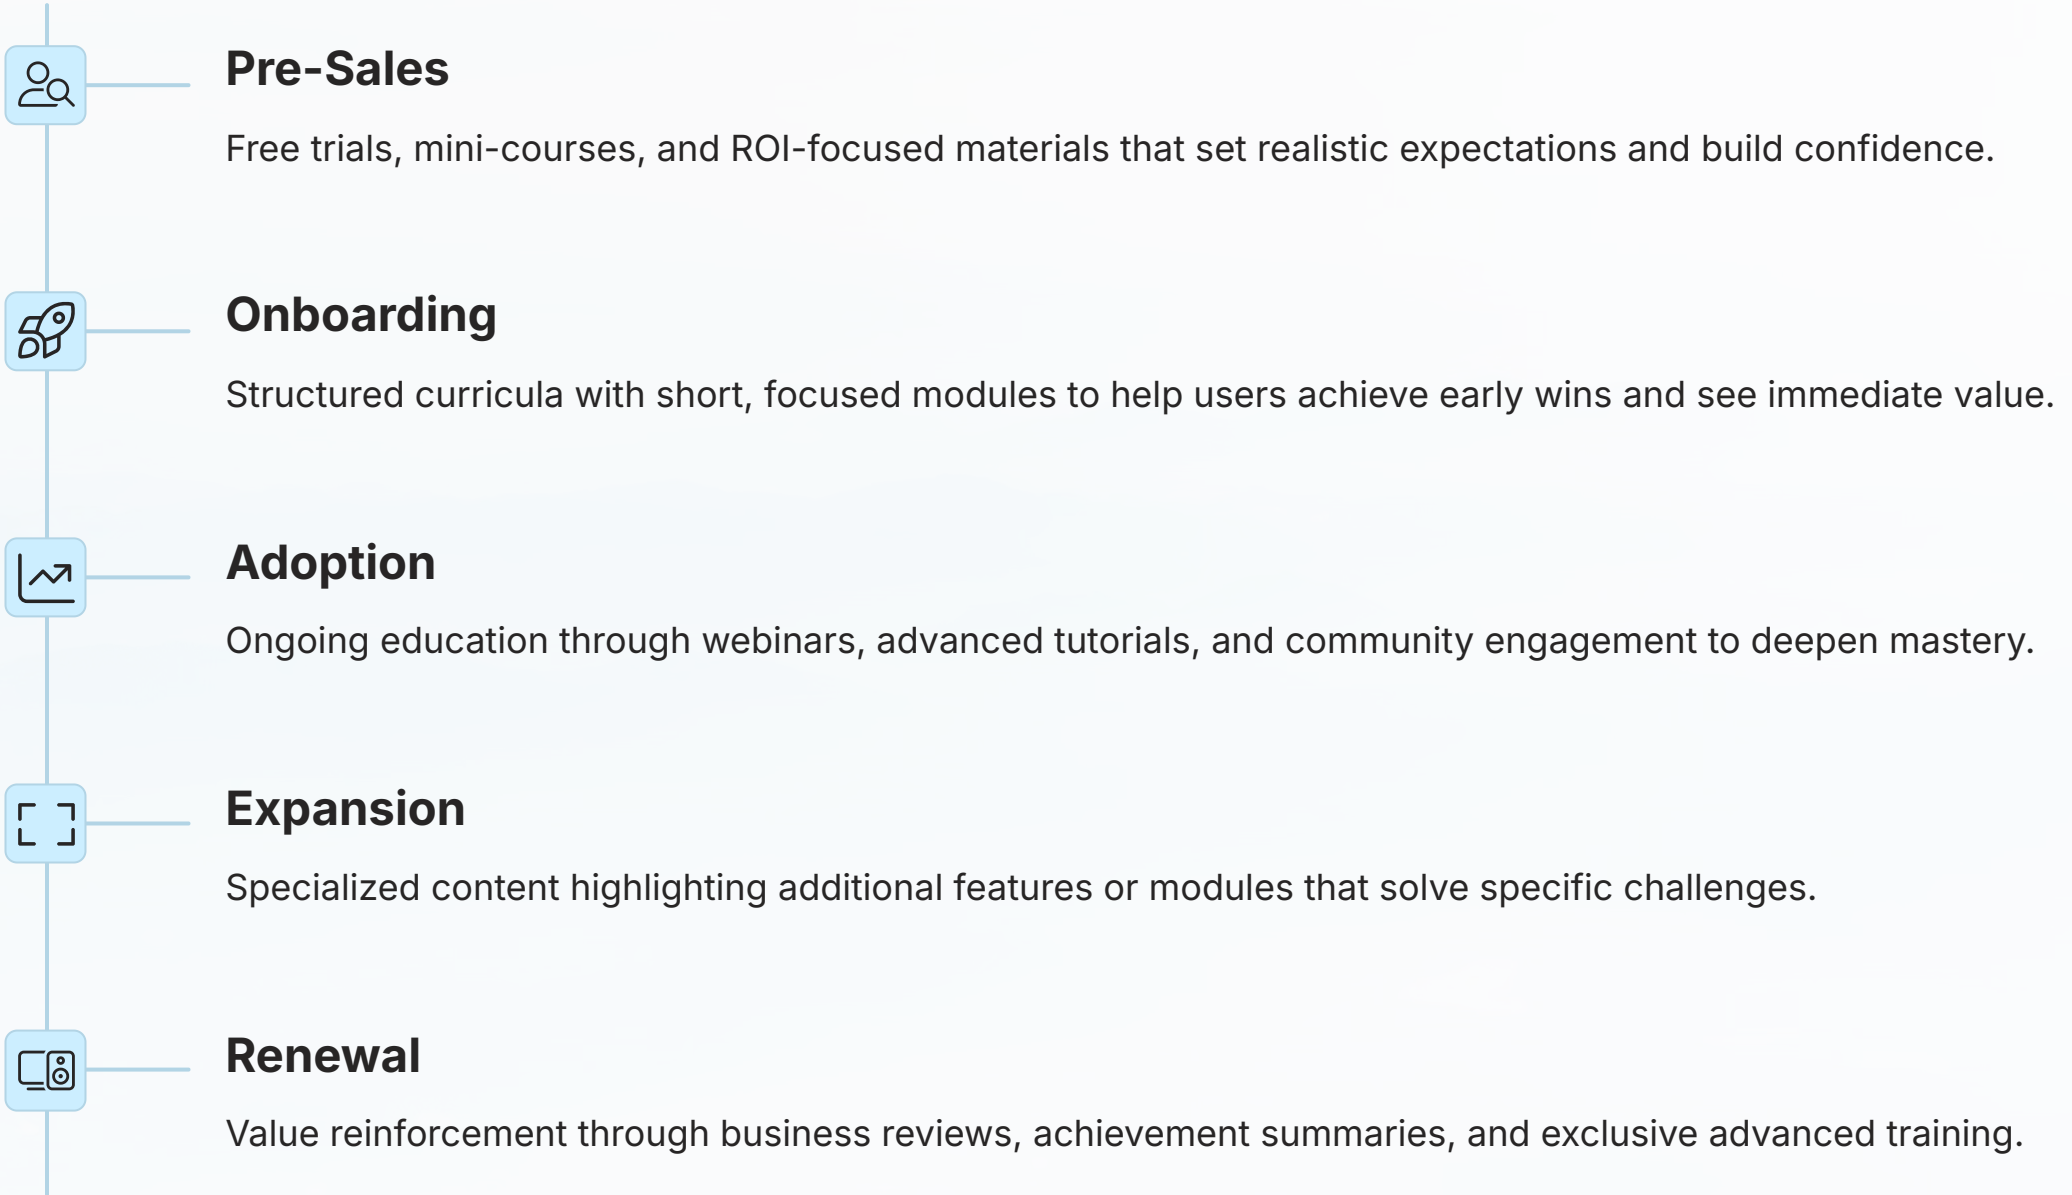 Pre-Sales
Free trials, mini-courses, and ROI-focused materials that set realistic expectations and build confidence.
Onboarding
Structured curricula with short, focused modules to help users achieve early wins and see immediate value.
Adoption
Ongoing education through webinars, advanced tutorials, and community engagement to deepen mastery.
Expansion
Specialized content highlighting additional features or modules that solve specific challenges.
Renewal
Value reinforcement through business reviews, achievement summaries, and exclusive advanced training.